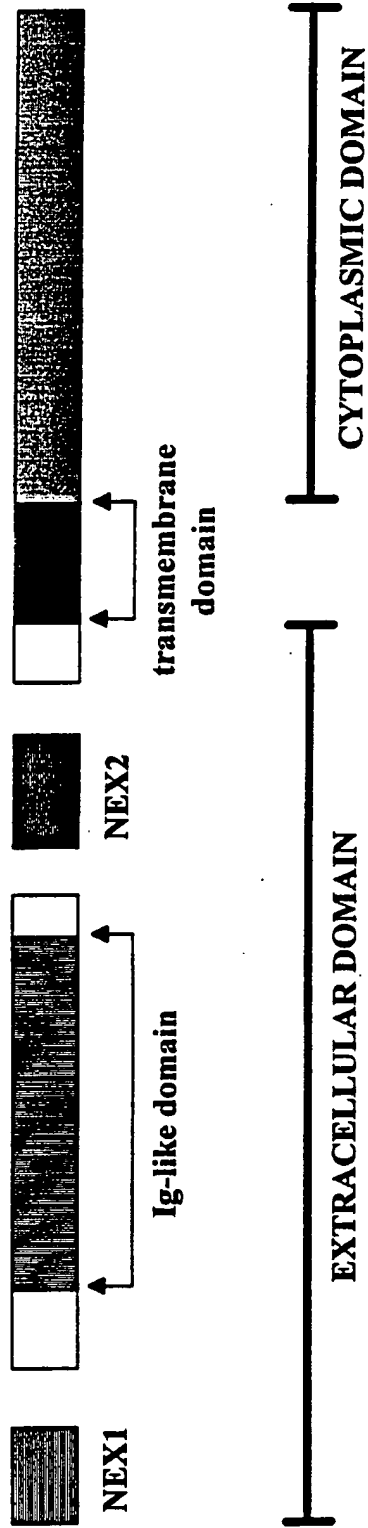 NEX1
Ig-like domain
NEX2
transmembrane
domain
EXTRACELLULAR DOMAIN
CYTOPLASMIC DOMAIN